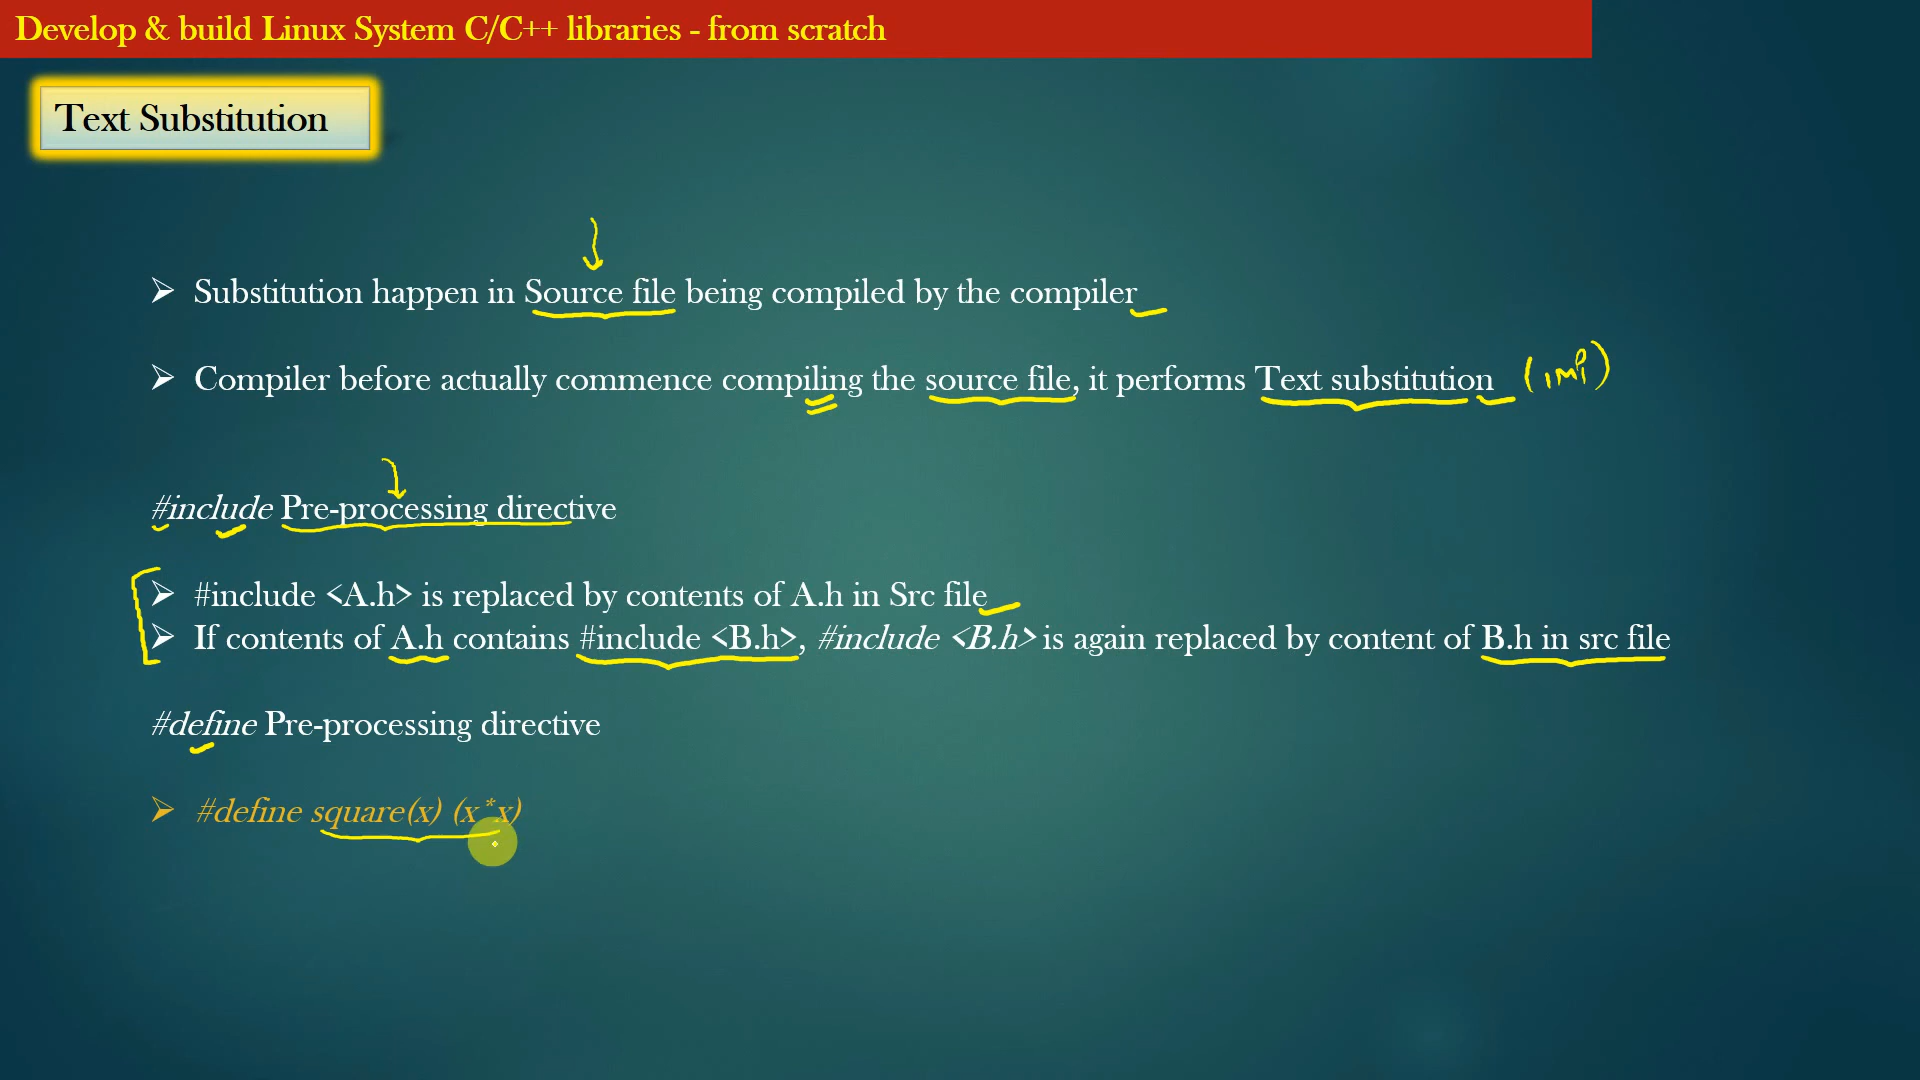 Develop & build Linux System C/C++ libraries - from scratch
Text Substitution
➢ Substitution happen in Source file being compiled by the compiler
➢ Compiler before actually commence compiling the source file, it performs Text substitution (IMP)
#include Pre-processing directive
➢ #include <A.h> is replaced by contents of A.h in Src file
➢ If contents of A.h contains #include <B.h>, #include <B.h> is again replaced by content of B.h in src file
#define Pre-processing directive
➢ #define square(x) (x*x)